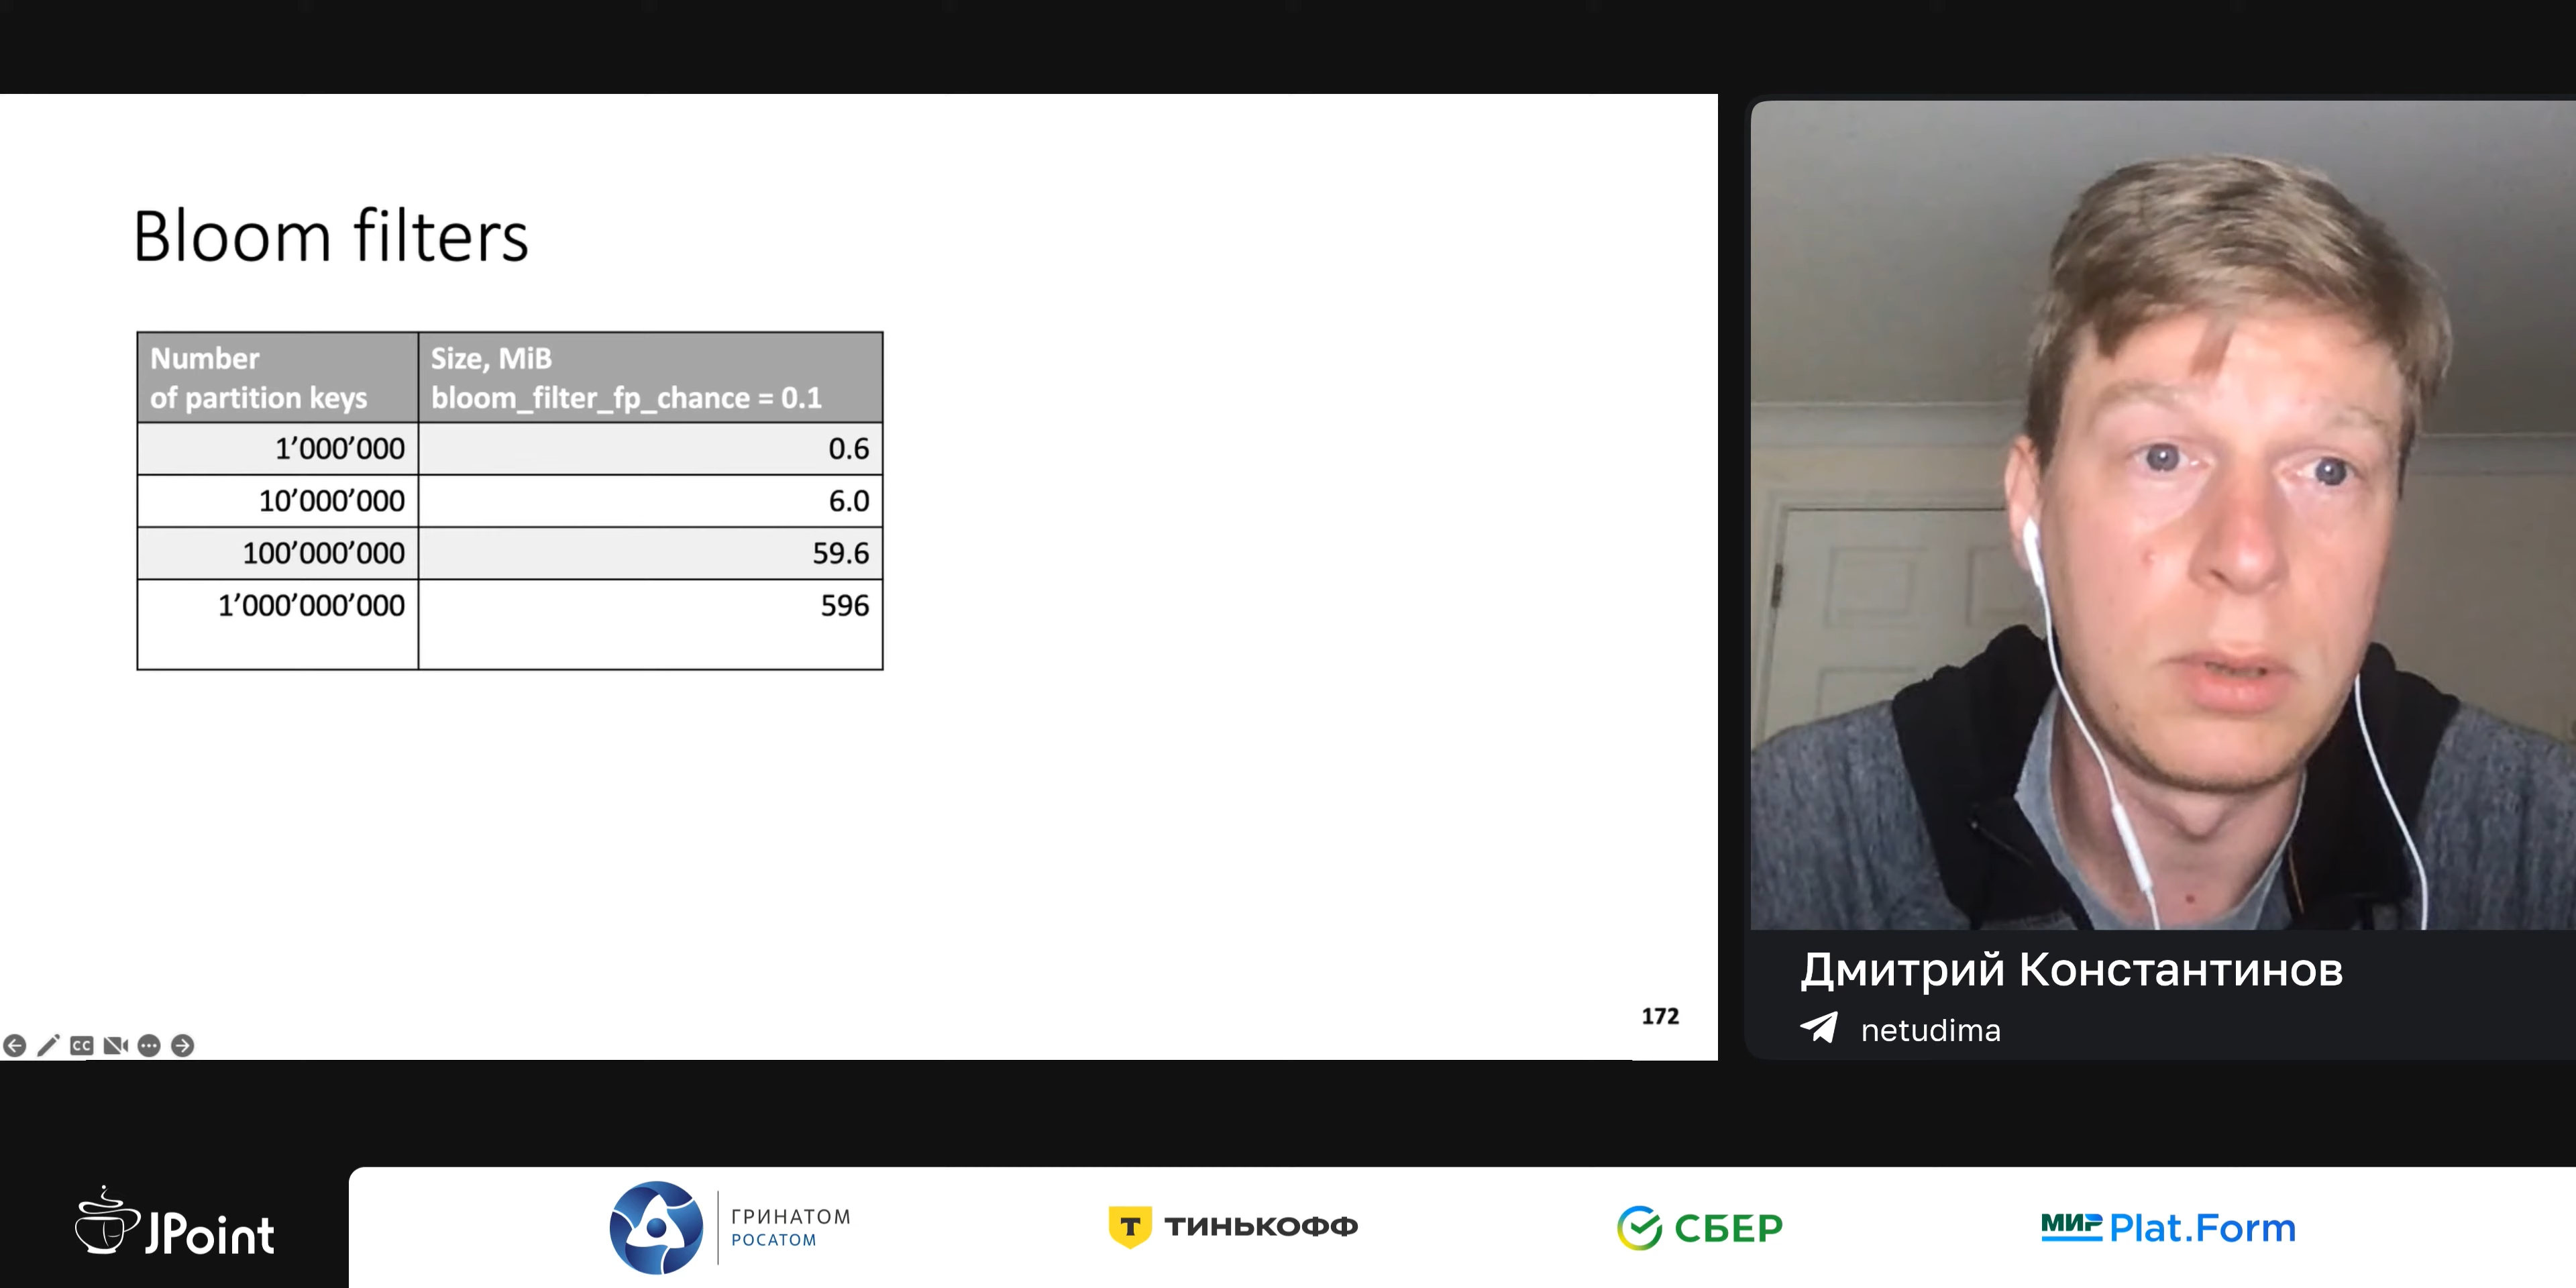 Bloom filters
Number
of partition keys
Size, MiB
bloom_filter_fp_chance = 0.1
1’000’000 0.6
10’000’000 6.0
100’000’000 59.6
1’000’000’000 596
172
CC
Дмитрий Константинов
netudima
JPoint
ГРИНАТОМ
РОСАТОМ
Т ТИНЬКОФФ
СБЕР
МИР Plat.Form